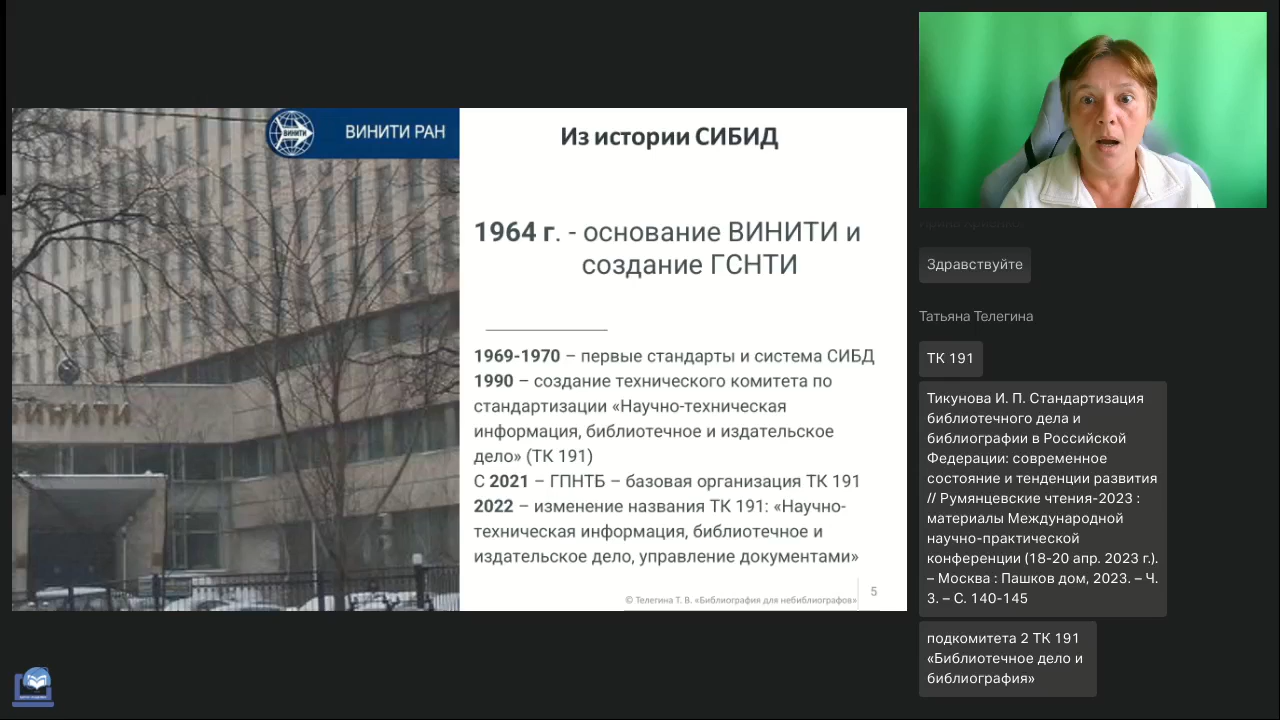 ВИНИТИ
ВИНИТИ РАН
ВИНИТИ
Из истории СИБИД
1964 г. - основание ВИНИТИ и
создание ГСНТИ
1969-1970 – первые стандарты и система СИБД
1990 – создание технического комитета по
стандартизации «Научно-техническая
информация, библиотечное и издательское
дело» (ТК 191)
С 2021 – ГПНТБ – базовая организация ТК 191
2022 – изменение названия ТК 191: «Научно-
техническая информация, библиотечное и
издательское дело, управление документами»
© Телегина Т. В. «Библиография для небиблиографов»
5
Здравствуйте
Татьяна Телегина
ТК 191
Тикунова И. П. Стандартизация
библиотечного дела и
библиографии в Российской
Федерации: современное
состояние и тенденции развития
// Румянцевские чтения-2023 :
материалы Международной
научно-практической
конференции (18-20 апр. 2023 г.).
– Москва : Пашков дом, 2023. – Ч.
3. – С. 140-145
подкомитета 2 ТК 191
«Библиотечное дело и
библиография»